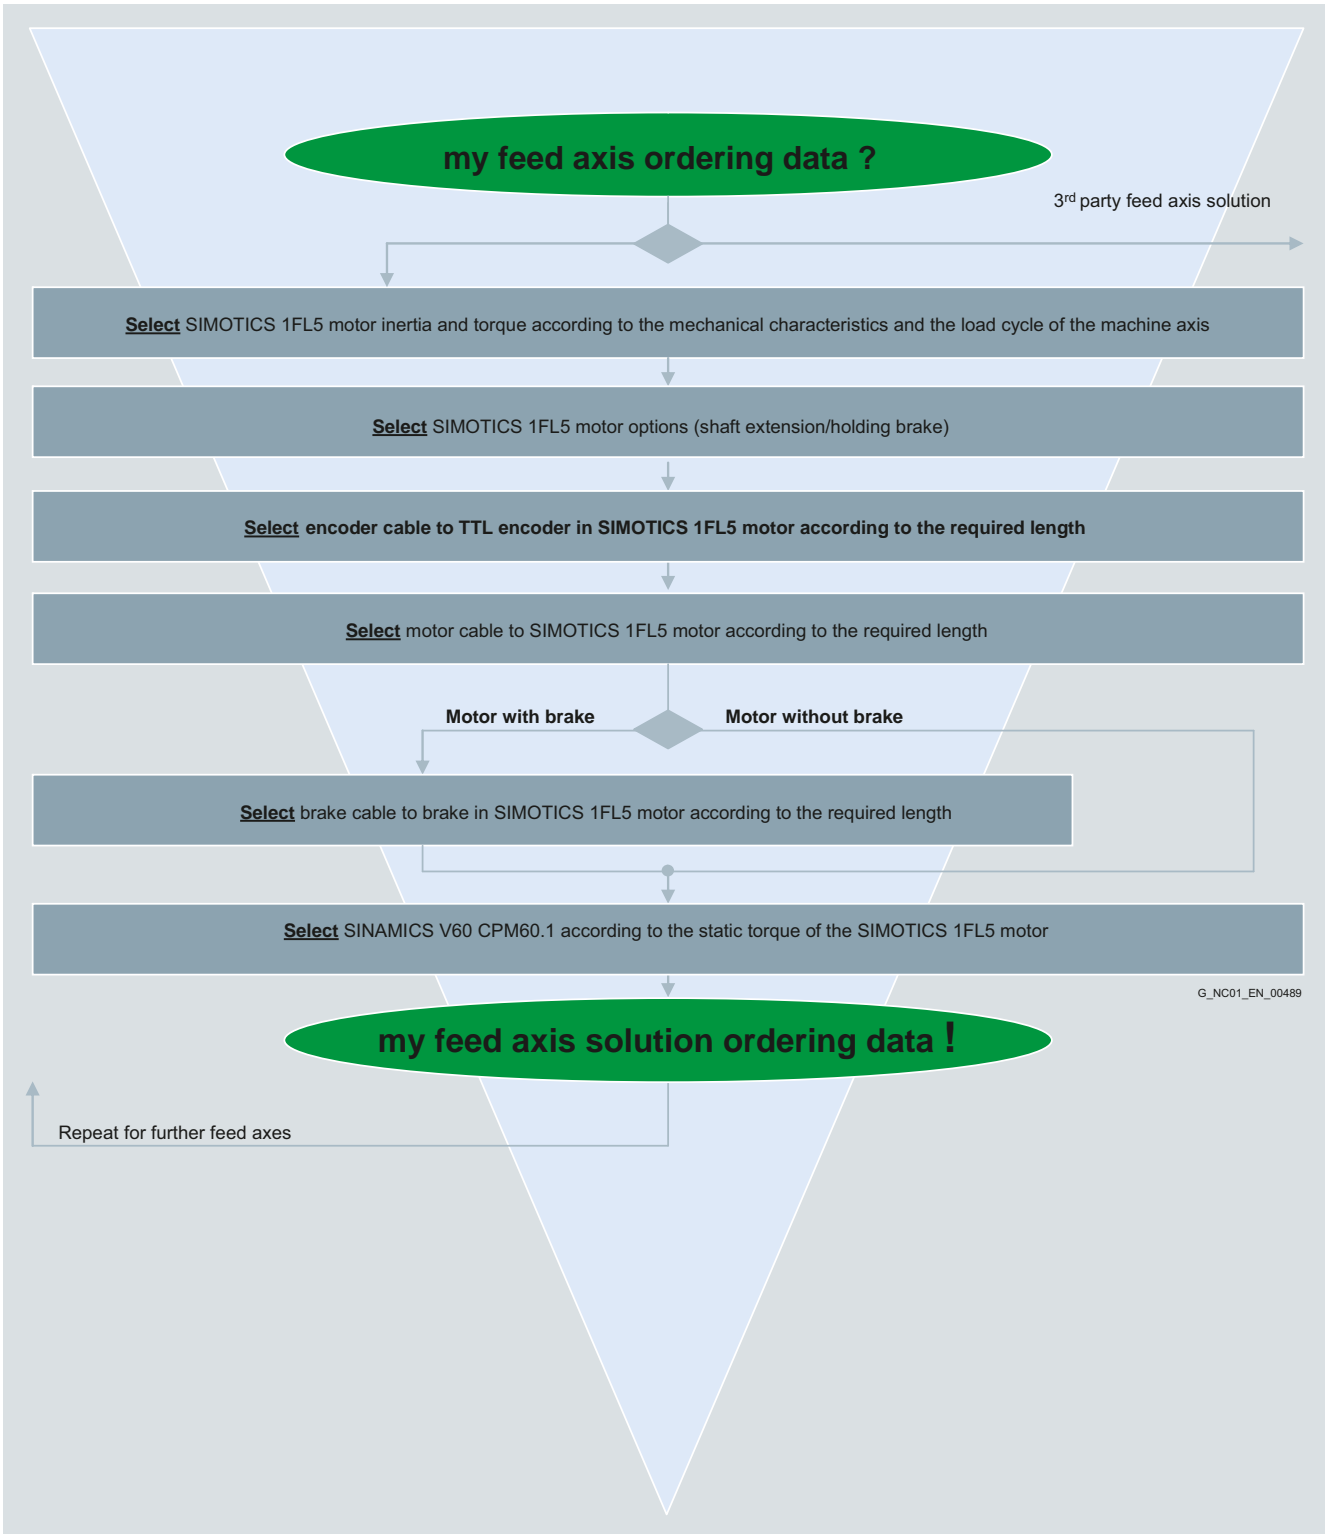 my feed axis ordering data ?
3rd party feed axis solution
Select SIMOTICS 1FL5 motor inertia and torque according to the mechanical characteristics and the load cycle of the machine axis
Select SIMOTICS 1FL5 motor options (shaft extension/holding brake)
Select encoder cable to TTL encoder in SIMOTICS 1FL5 motor according to the required length
Select motor cable to SIMOTICS 1FL5 motor according to the required length
Motor with brake
Motor without brake
Select brake cable to brake in SIMOTICS 1FL5 motor according to the required length
Select SINAMICS V60 CPM60.1 according to the static torque of the SIMOTICS 1FL5 motor
G_NC01_EN_00489
my feed axis solution ordering data !
Repeat for further feed axes